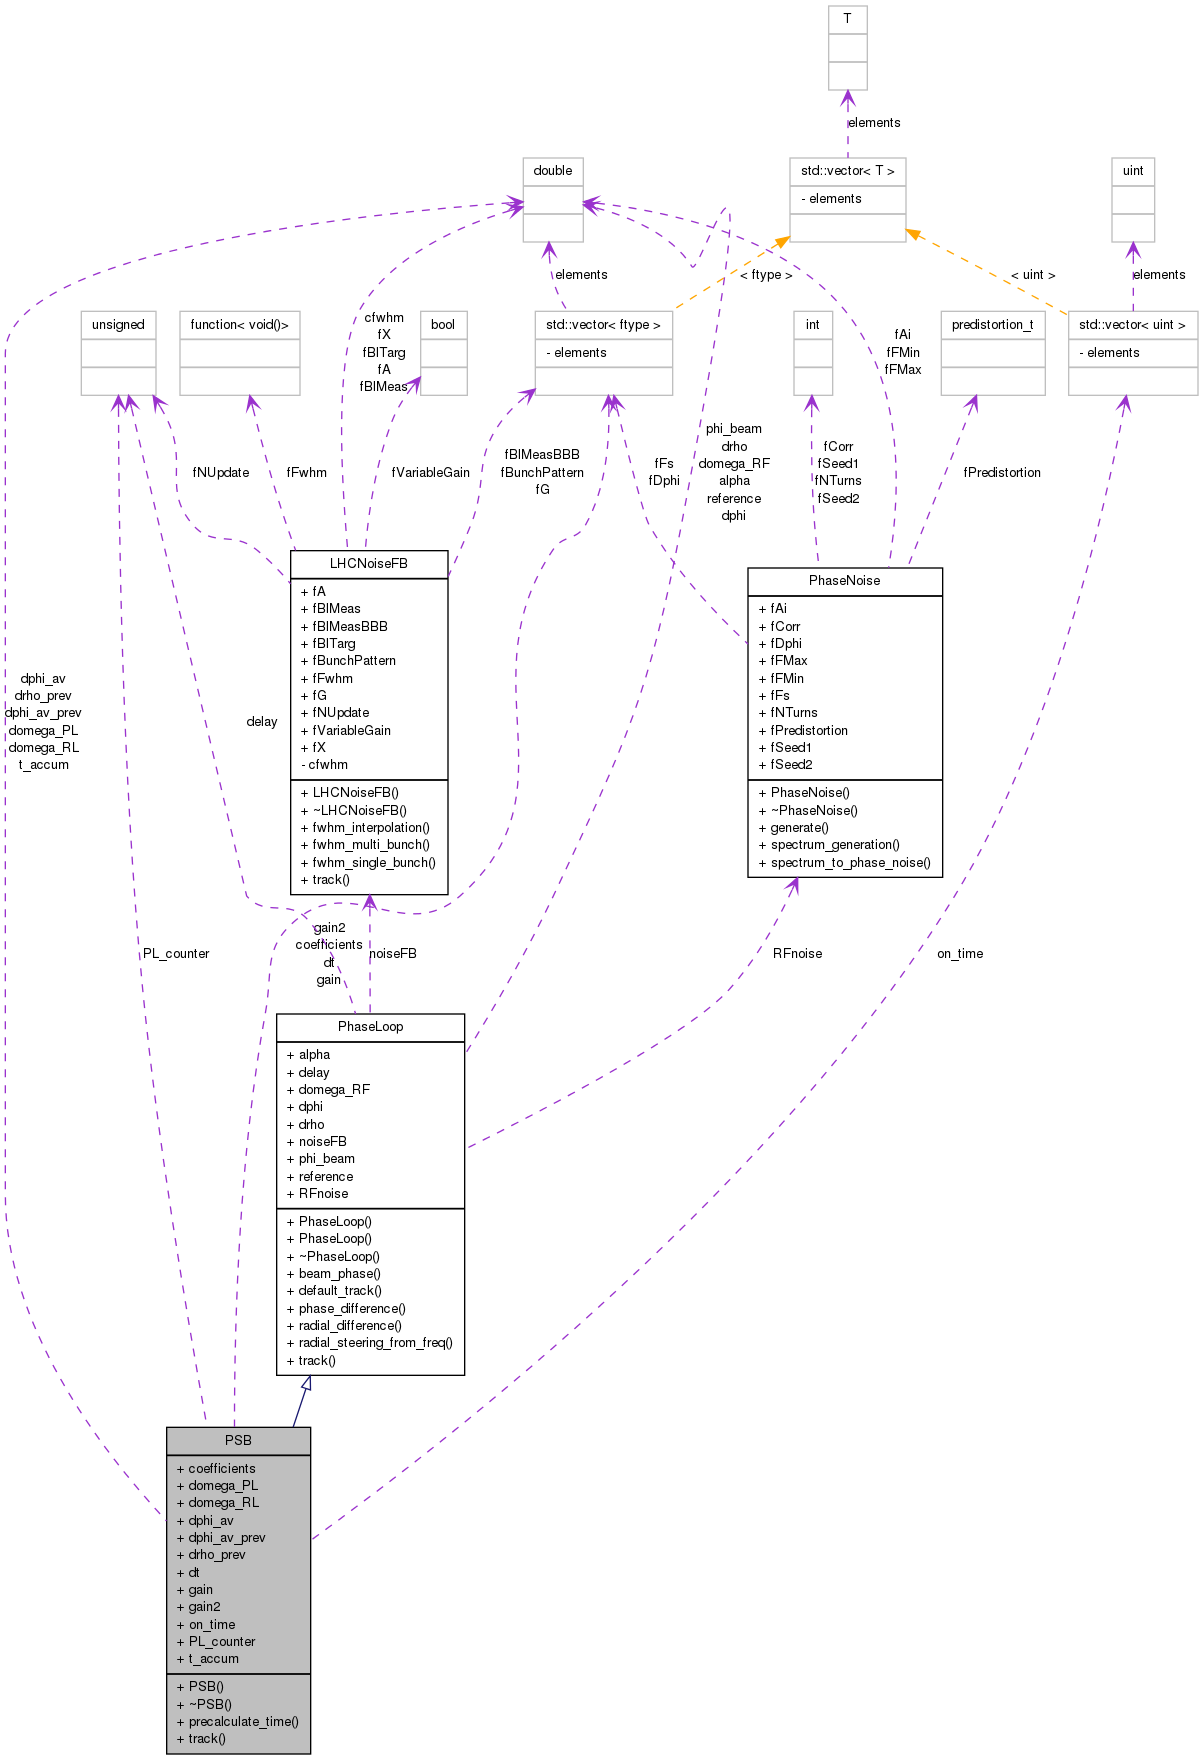 T
elements
double
std::vector< T >
- elements
uint
elements
< ftype >
< uint >
elements
unsigned
function< void()>
cfwhm
fX
fBlTarg
fA
fBlMeas
bool
std::vector< ftype >
- elements
int
fAi
fFMin
fFMax
predistortion_t
std::vector< uint >
- elements
fNUpdate
fFwhm
fVariableGain
fBlMeasBBB
fBunchPattern
fG
fFs
fDphi
phi_beam
drho
domega_RF
alpha
reference
dphi
fCorr
fSeed1
fNTurns
fSeed2
fPredistortion
LHCNoiseFB
+ fA
+ fBlMeas
+ fBlMeasBBB
+ fBlTarg
+ fBunchPattern
+ fFwhm
+ fG
+ fNUpdate
+ fVariableGain
+ fX
- cfwhm
+ LHCNoiseFB()
+ ~LHCNoiseFB()
+ fwhm_interpolation()
+ fwhm_multi_bunch()
+ fwhm_single_bunch()
+ track()
PhaseNoise
+ fAi
+ fCorr
+ fDphi
+ fFMax
+ fFMin
+ fFs
+ fNTurns
+ fPredistortion
+ fSeed1
+ fSeed2
+ PhaseNoise()
+ ~PhaseNoise()
+ generate()
+ spectrum_generation()
+ spectrum_to_phase_noise()
dphi_av
drho_prev
dphi_av_prev
domega_PL
domega_RL
t_accum
delay
PL_counter
gain2
coefficients
dt
gain
noiseFB
RFnoise
on_time
PhaseLoop
+ alpha
+ delay
+ domega_RF
+ dphi
+ drho
+ noiseFB
+ phi_beam
+ reference
+ RFnoise
+ PhaseLoop()
+ PhaseLoop()
+ ~PhaseLoop()
+ beam_phase()
+ default_track()
+ phase_difference()
+ radial_difference()
+ radial_steering_from_freq()
+ track()
PSB
+ coefficients
+ domega_PL
+ domega_RL
+ dphi_av
+ dphi_av_prev
+ drho_prev
+ dt
+ gain
+ gain2
+ on_time
+ PL_counter
+ t_accum
+ PSB()
+ ~PSB()
+ precalculate_time()
+ track()